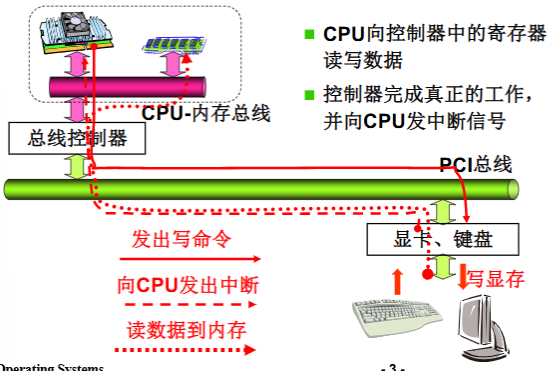 CPU向控制器中的寄存器
读写数据
控制器完成真正的工作，
并向CPU发中断信号
CPU-内存总线
总线控制器
PCI总线
显卡、键盘
发出写命令
写显存
向CPU发出中断
读数据到内存
Operating Systems
- 3 -